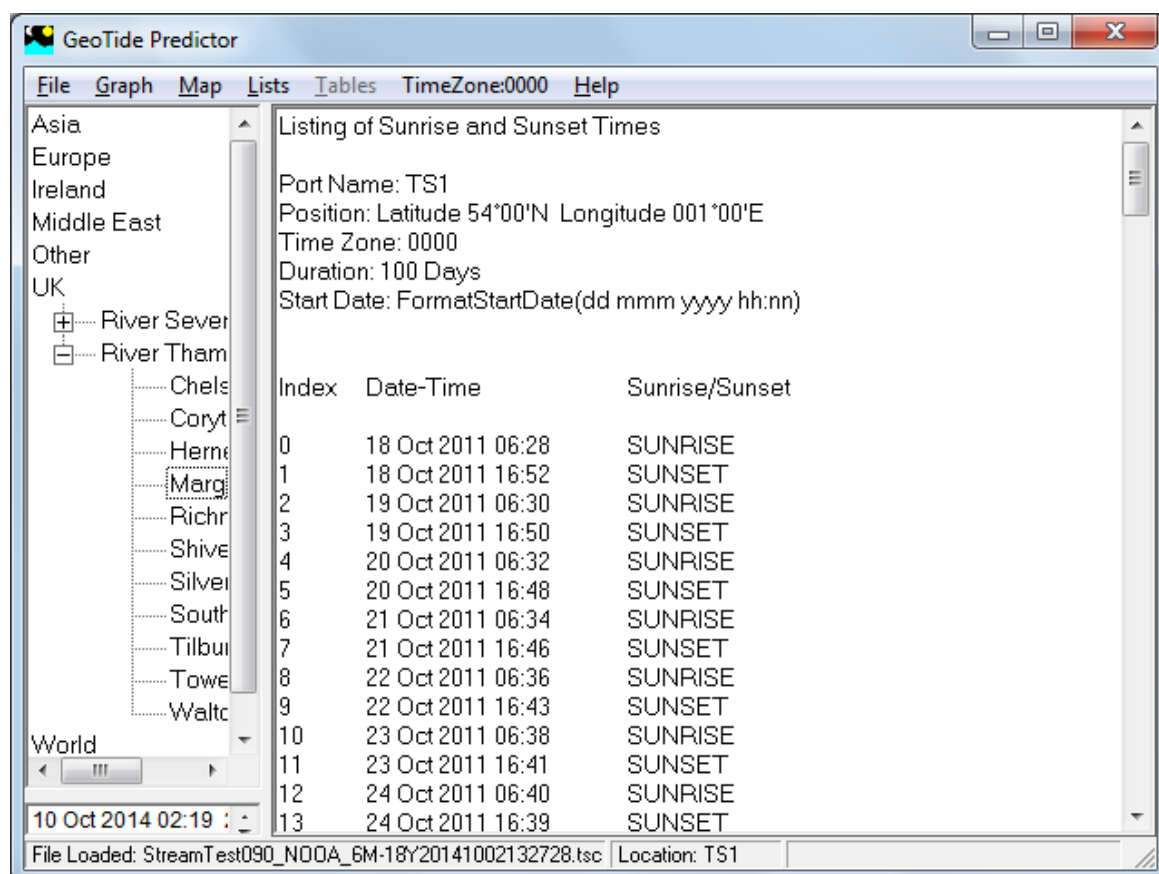 GeoTide Predictor
File Graph Map Lists Tables TimeZone:0000 Help
Asia
Europe
Ireland
Middle East
Other
UK
River Sever
River Tham
Chels
Coryt
Herne
Marg
Richr
Shive
Silver
South
Tilbur
Towe
Walto
World
10 Oct 2014 02:19
Listing of Sunrise and Sunset Times
Port Name: TS1
Position: Latitude 54°00'N Longitude 001°00'E
Time Zone: 0000
Duration: 100 Days
Start Date: FormatStartDate(dd mmm yyyy hh:nn)
Index Date-Time Sunrise/Sunset
0 18 Oct 2011 06:28 SUNRISE
1 18 Oct 2011 16:52 SUNSET
2 19 Oct 2011 06:30 SUNRISE
3 19 Oct 2011 16:50 SUNSET
4 20 Oct 2011 06:32 SUNRISE
5 20 Oct 2011 16:48 SUNSET
6 21 Oct 2011 06:34 SUNRISE
7 21 Oct 2011 16:46 SUNSET
8 22 Oct 2011 06:36 SUNRISE
9 22 Oct 2011 16:43 SUNSET
10 23 Oct 2011 06:38 SUNRISE
11 23 Oct 2011 16:41 SUNSET
12 24 Oct 2011 06:40 SUNRISE
13 24 Oct 2011 16:39 SUNSET
File Loaded: StreamTest090_NOOA_6M-18Y20141002132728.tsc Location: TS1